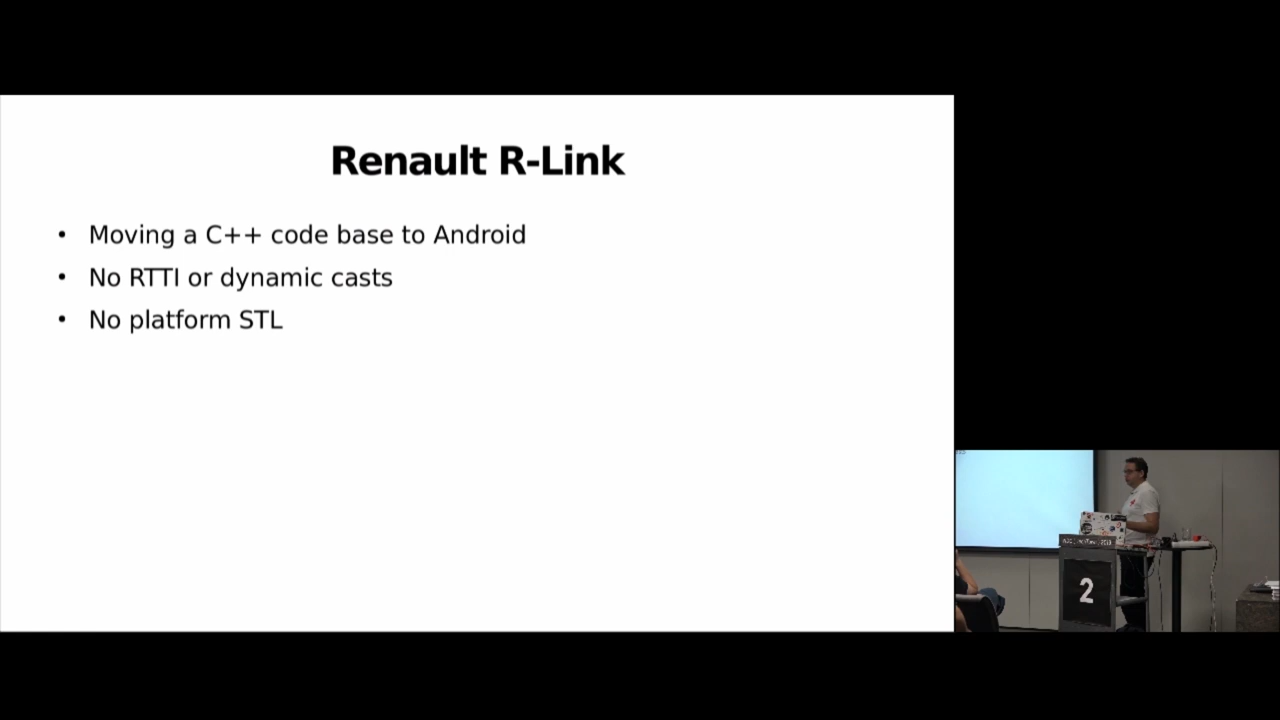 Renault R-Link
• Moving a C++ code base to Android
• No RTTI or dynamic casts
• No platform STL
2